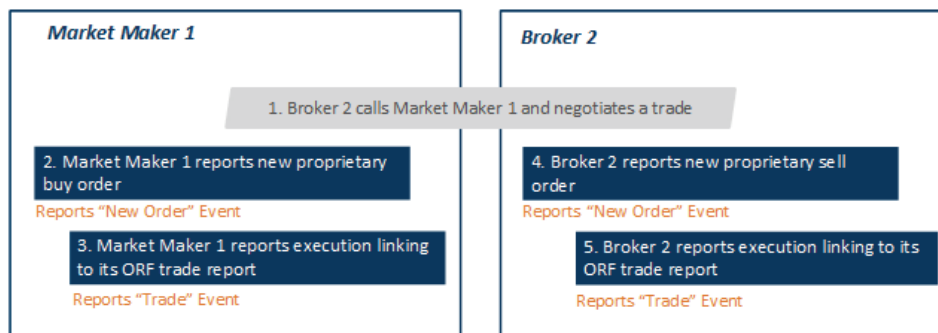 Market Maker 1
Broker 2
1. Broker 2 calls Market Maker 1 and negotiates a trade
2. Market Maker 1 reports new proprietary
buy order
Reports “New Order” Event
3. Market Maker 1 reports execution linking
to its ORF trade report
Reports “Trade” Event
4. Broker 2 reports new proprietary sell
order
Reports “New Order” Event
5. Broker 2 reports execution linking to its
ORF trade report
Reports “Trade” Event